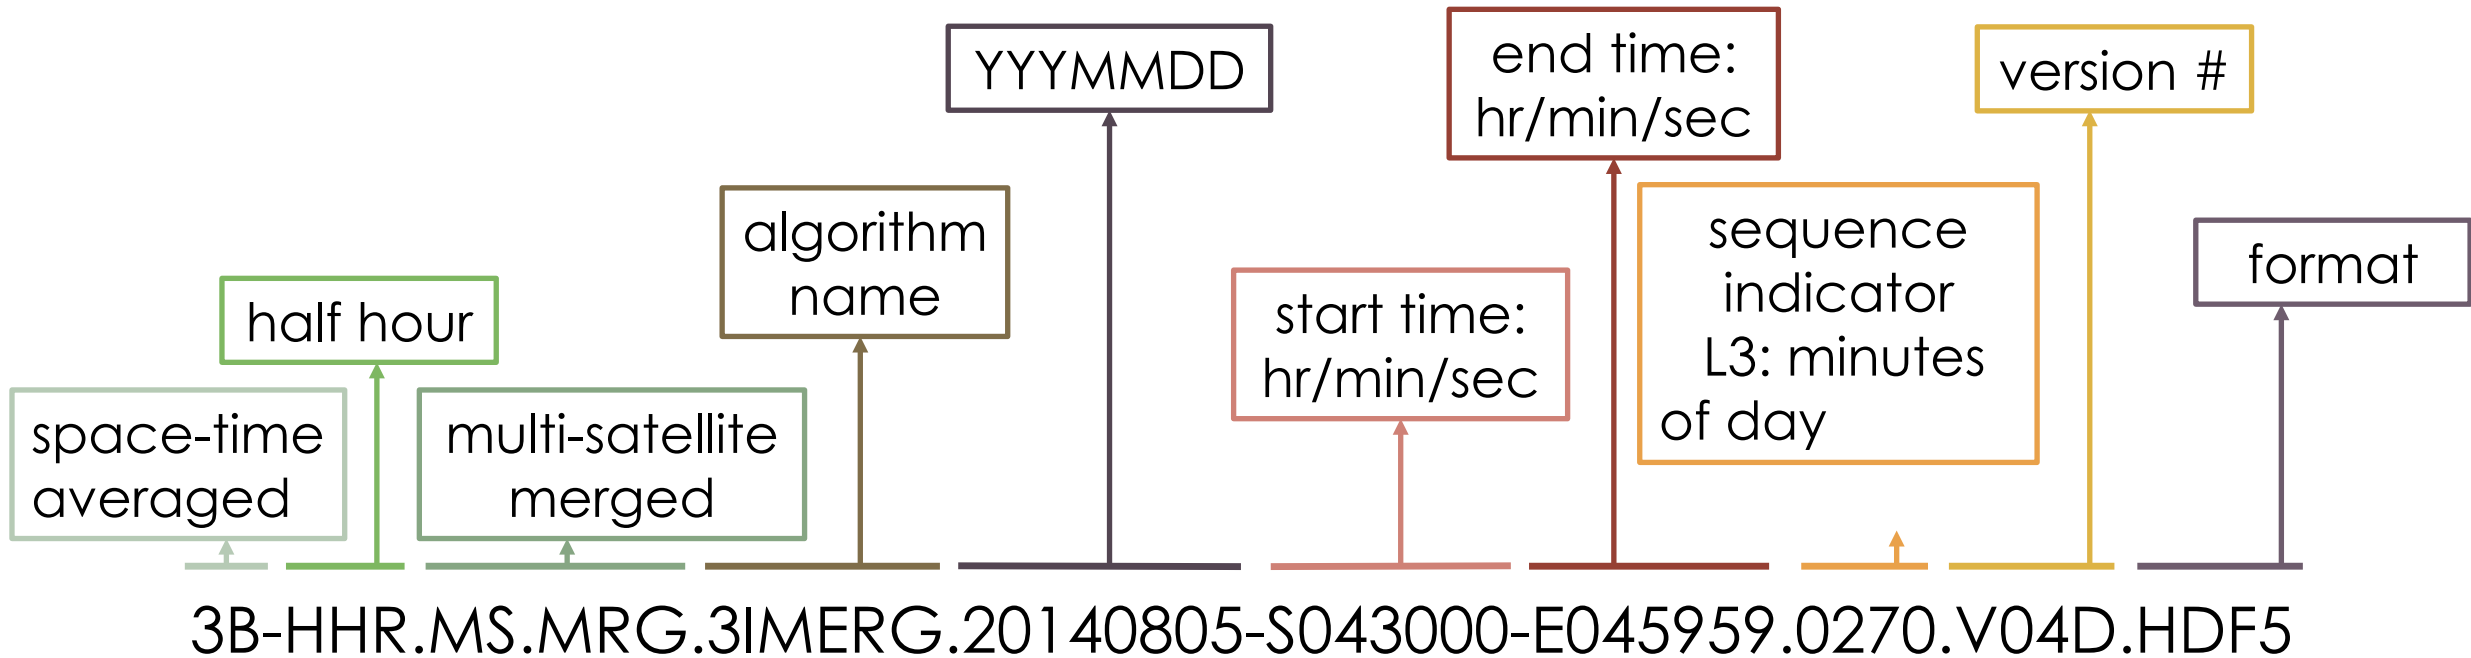 space-time
averaged
half hour
multi-satellite
merged
algorithm
name
YYYMMDD
start time:
hr/min/sec
end time:
hr/min/sec
sequence
indicator
L3: minutes
of day
version #
format
3B-HHR.MS.MRG.3IMERG.20140805-S043000-E045959.0270.V04D.HDF5